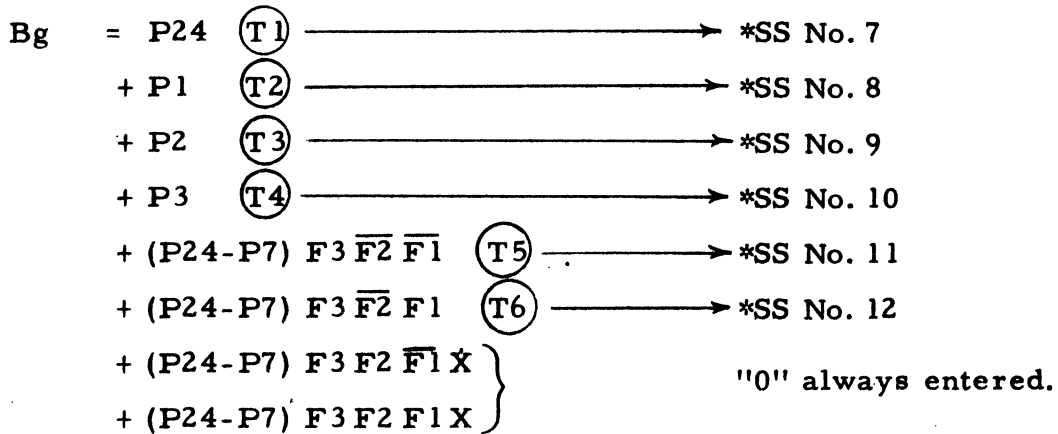 Bg = P24 T1 → *SS No. 7
+ P1 T2 → *SS No. 8
+ P2 T3 → *SS No. 9
+ P3 T4 → *SS No. 10
+ (P24-P7) F3 F̅2̅ F̅1̅ T5 → *SS No. 11
+ (P24-P7) F3 F̅2̅ F1 T6 → *SS No. 12
+ (P24-P7) F3 F2 F̅1̅ X
"0" always entered.
+ (P24-P7) F3 F2 F1 X